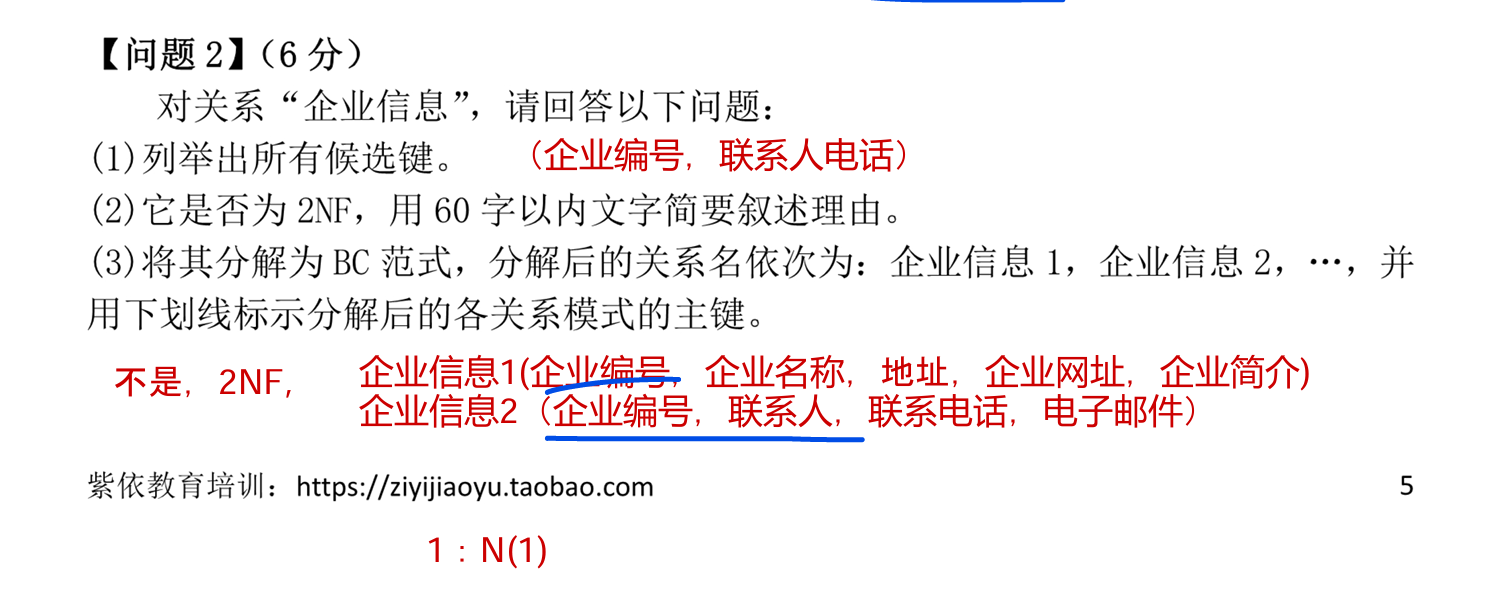 【问题 2】（6 分）
对关系“企业信息”，请回答以下问题：
(1)列举出所有候选键。 （企业编号，联系人电话）
(2)它是否为 2NF，用 60 字以内文字简要叙述理由。
(3)将其分解为 BC 范式，分解后的关系名依次为：企业信息 1，企业信息 2，…，并
用下划线标示分解后的各关系模式的主键。
不是，2NF， 企业信息1(企业编号，企业名称，地址，企业网址，企业简介)
企业信息2（企业编号，联系人，联系电话，电子邮件）
紫依教育培训：https://ziyijiaoyu.taobao.com 5
1：N(1)